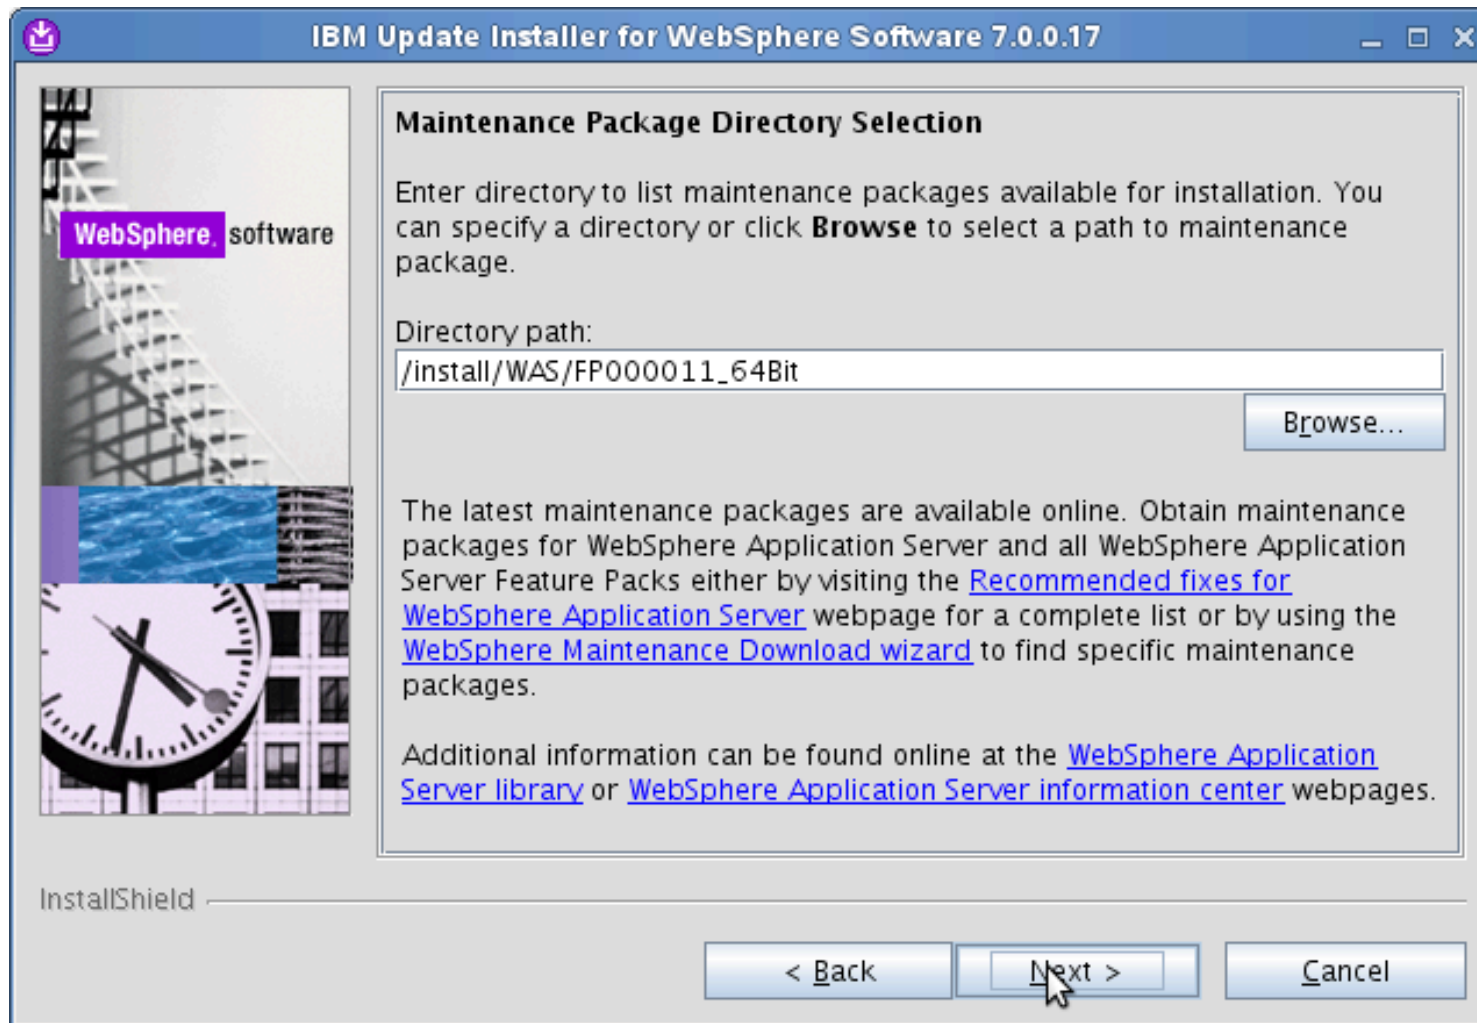 IBM Update Installer for WebSphere Software 7.0.0.17
WebSphere. software
Maintenance Package Directory Selection
Enter directory to list maintenance packages available for installation. You
can specify a directory or click Browse to select a path to maintenance
package.
Directory path:
/install/WAS/FP000011_64Bit
Browse...
The latest maintenance packages are available online. Obtain maintenance
packages for WebSphere Application Server and all WebSphere Application
Server Feature Packs either by visiting the Recommended fixes for
WebSphere Application Server webpage for a complete list or by using the
WebSphere Maintenance Download wizard to find specific maintenance
packages.
Additional information can be found online at the WebSphere Application
Server library or WebSphere Application Server information center webpages.
InstallShield
< Back
Next >
Cancel